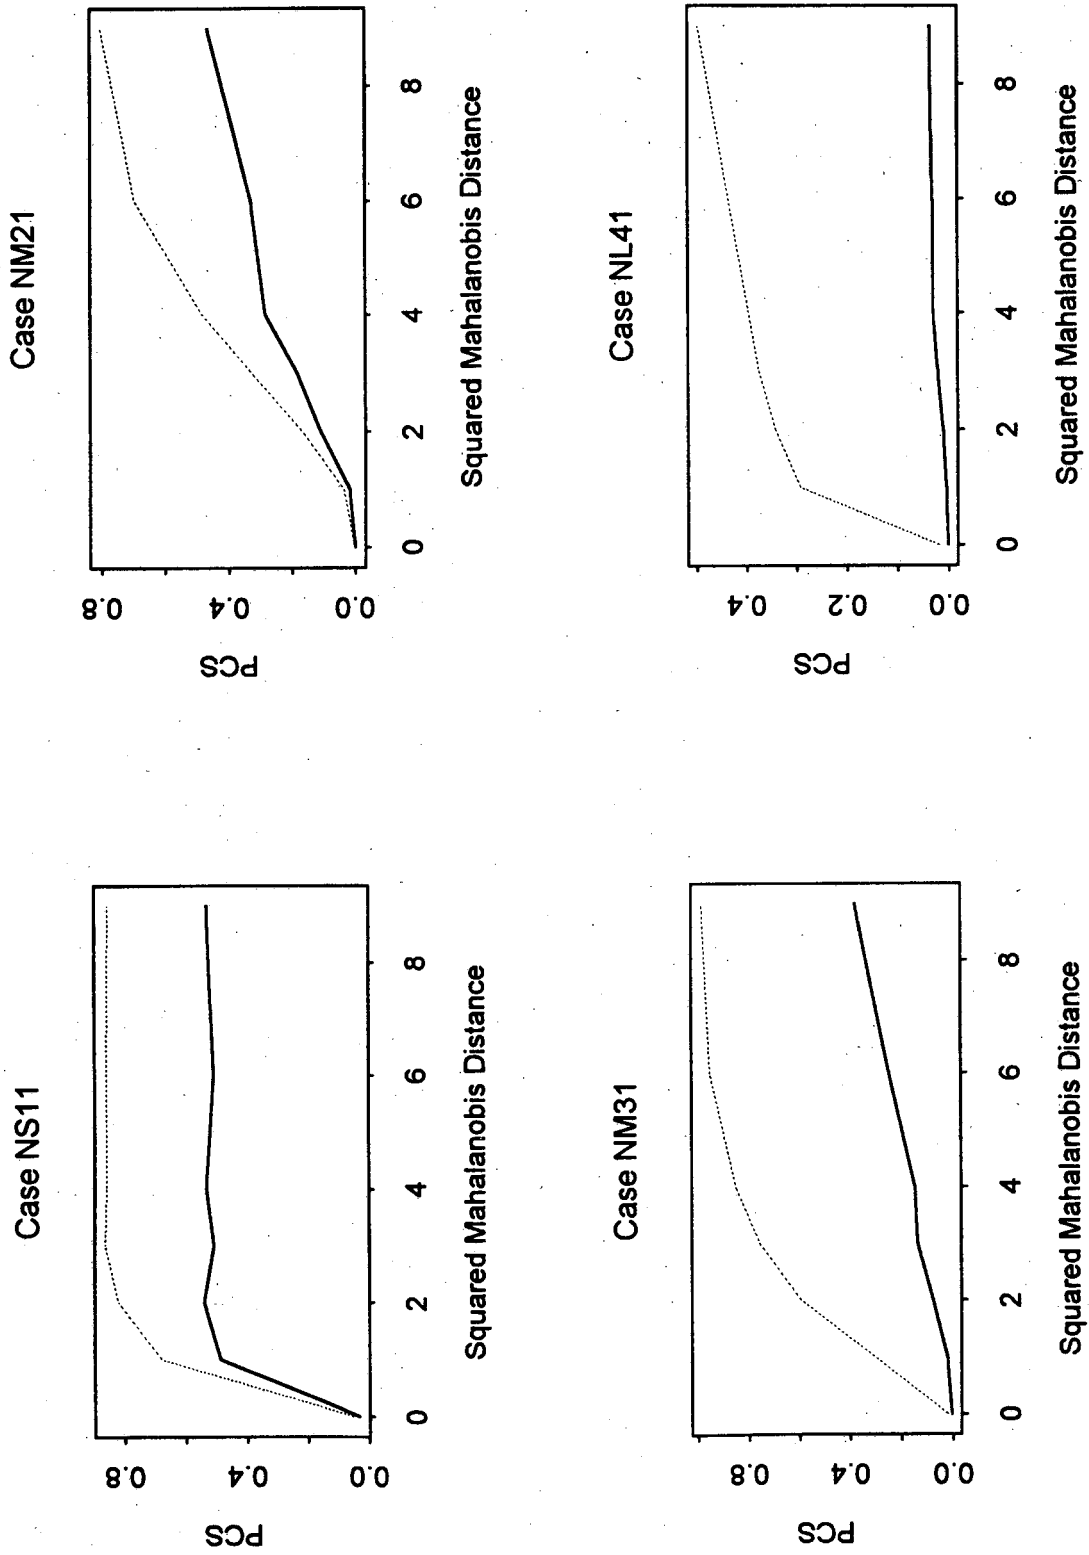 Case NS11
PCS
0.0 0.4 0.8
0 2 4 6 8
Squared Mahalanobis Distance
Case NM21
PCS
0.0 0.4 0.8
0 2 4 6 8
Squared Mahalanobis Distance
Case NM31
PCS
0.0 0.4 0.8
0 2 4 6 8
Squared Mahalanobis Distance
Case NL41
PCS
0.0 0.2 0.4
0 2 4 6 8
Squared Mahalanobis Distance